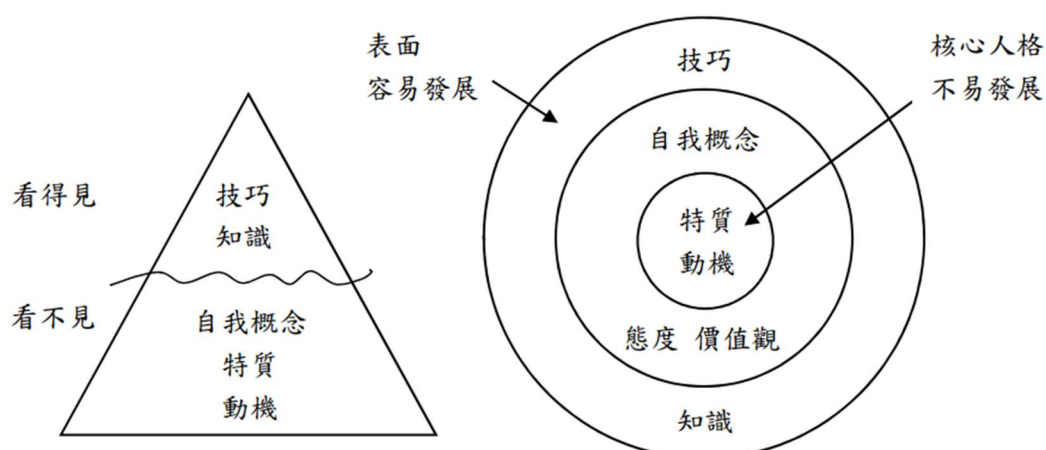 看得見
技巧
知識
看不見
自我概念
特質
動機
表面
容易發展
技巧
自我概念
特質
動機
態度 價值觀
知識
核心人格
不易發展